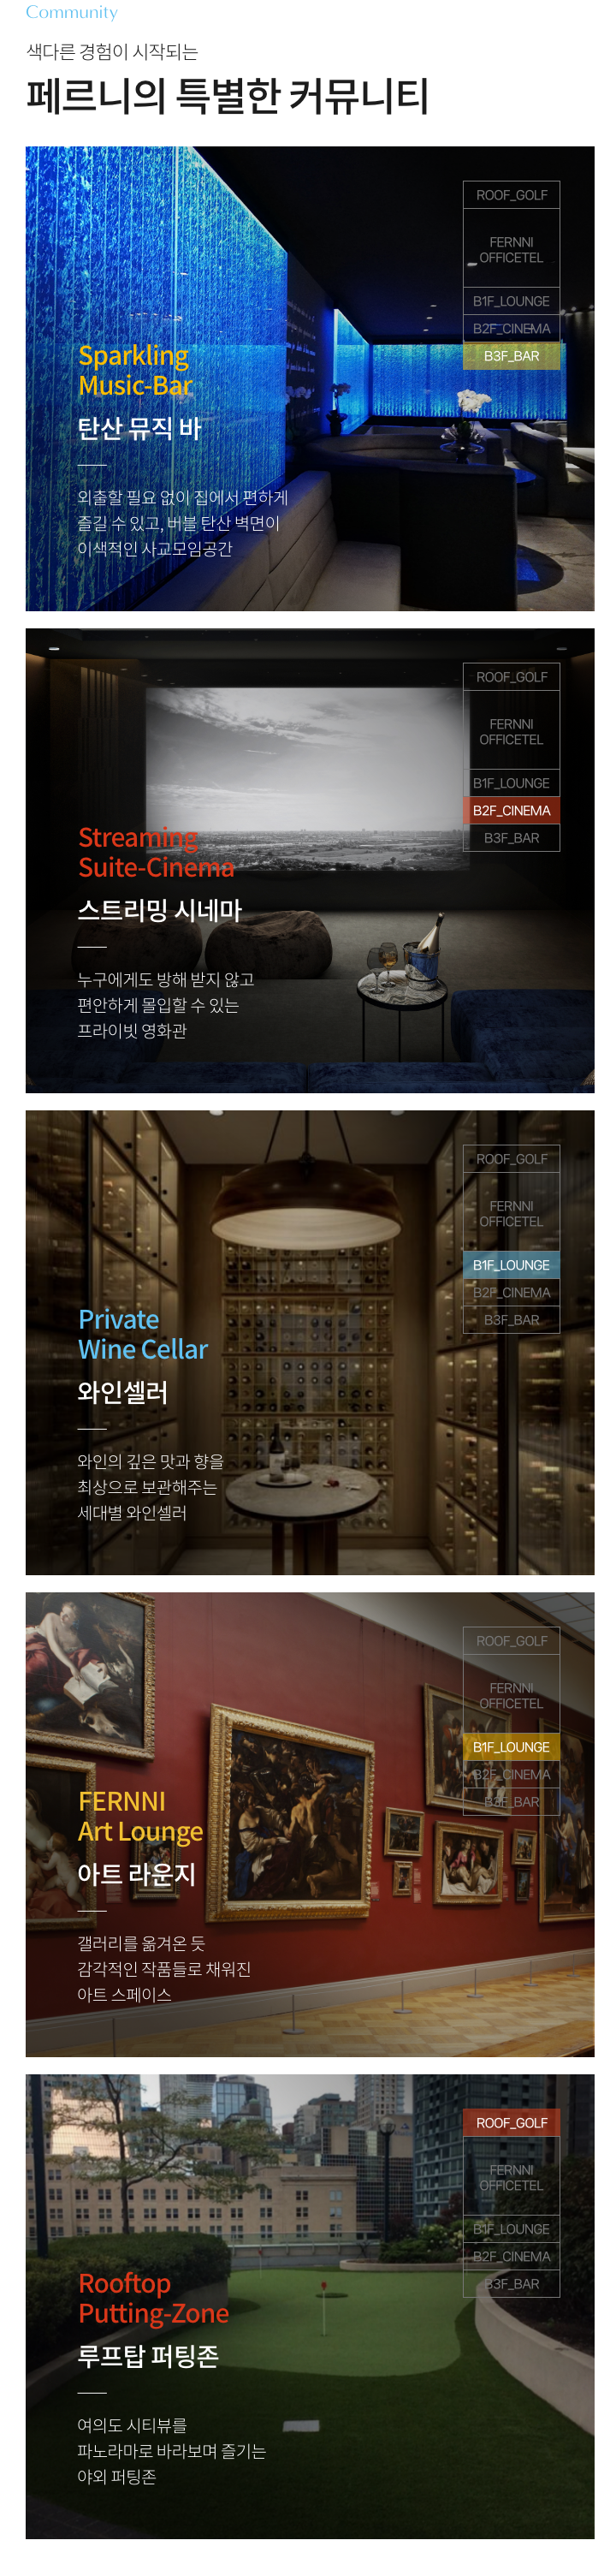 Community
색다른 경험이 시작되는
페르니의 특별한 커뮤니티
ROOF_GOLF
FERNNI
OFFICETEL
B1F_LOUNGE
B2F_CINEMA
B3F_BAR
Sparkling
Music-Bar
탄산 뮤직 바
외출할 필요 없이 집에서 편하게
즐길 수 있고, 버블 탄산 벽면이
이색적인 사교모임공간
ROOF_GOLF
FERNNI
OFFICETEL
B1F_LOUNGE
B2F_CINEMA
B3F_BAR
Streaming
Suite-Cinema
스트리밍 시네마
누구에게도 방해 받지 않고
편안하게 몰입할 수 있는
프라이빗 영화관
ROOF_GOLF
FERNNI
OFFICETEL
B1F_LOUNGE
B2F_CINEMA
B3F_BAR
Private
Wine Cellar
와인셀러
와인의 깊은 맛과 향을
최상으로 보관해주는
세대별 와인셀러
ROOF_GOLF
FERNNI
OFFICETEL
B1F_LOUNGE
B2F_CINEMA
B3F_BAR
FERNNI
Art Lounge
아트 라운지
갤러리를 옮겨온 듯
감각적인 작품들로 채워진
아트 스페이스
ROOF_GOLF
FERNNI
OFFICETEL
B1F_LOUNGE
B2F_CINEMA
B3F_BAR
Rooftop
Putting-Zone
루프탑 퍼팅존
여의도 시티뷰를
파노라마로 바라보며 즐기는
야외 퍼팅존